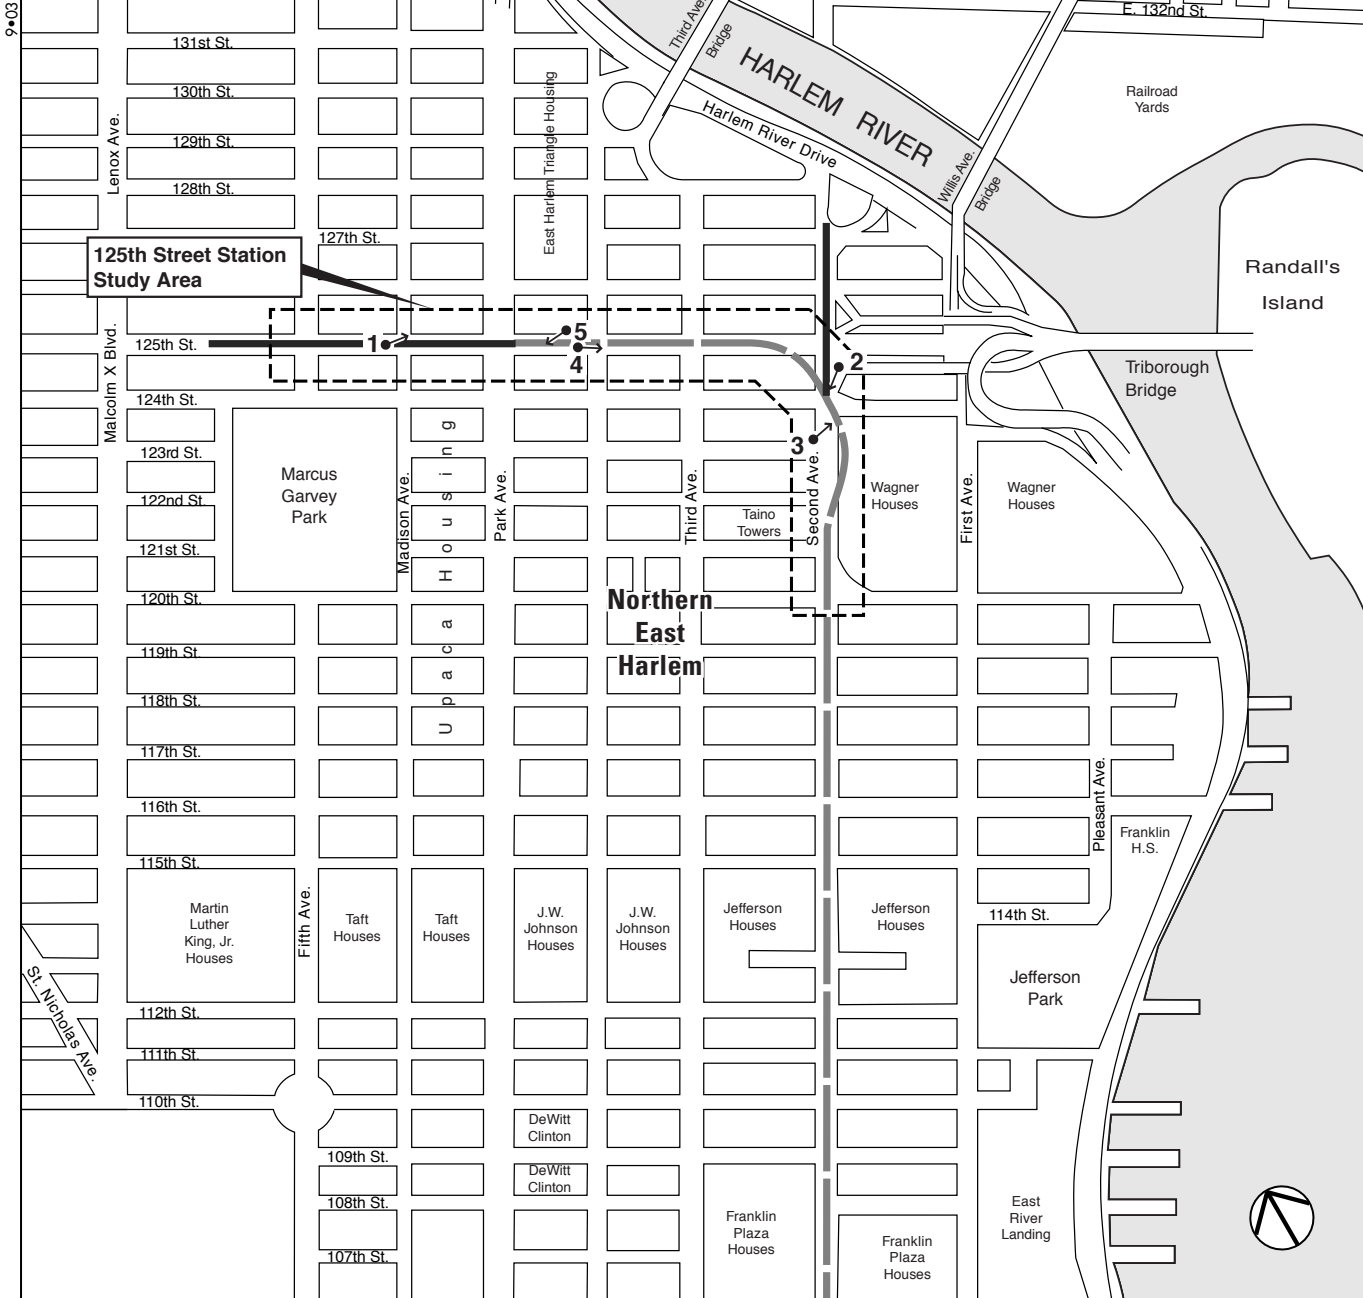 9•03
131st St.
130th St.
129th St.
128th St.
127th St.
Lenox Ave.
East Harlem Triangle Housing
Third Ave.
Bridge
HARLEM RIVER
Harlem River Drive
Willis Ave.
Bridge
E. 132nd St.
Railroad
Yards
Randall's
Island
Triborough
Bridge
125th Street Station
Study Area
125th St.
1
5
4
2
3
Malcolm X Blvd.
124th St.
123rd St.
122nd St.
121st St.
120th St.
119th St.
118th St.
117th St.
116th St.
115th St.
Marcus
Garvey
Park
Madison Ave.
Upaca Housing
Park Ave.
Third Ave.
Taino
Towers
Second Ave.
Wagner
Houses
First Ave.
Wagner
Houses
Northern
East
Harlem
Pleasant Ave.
Franklin
H.S.
114th St.
Martin
Luther
King, Jr.
Houses
Fifth Ave.
Taft
Houses
Taft
Houses
J.W.
Johnson
Houses
J.W.
Johnson
Houses
Jefferson
Houses
Jefferson
Houses
Jefferson
Park
St. Nicholas Ave.
112th St.
111th St.
110th St.
109th St.
108th St.
107th St.
DeWitt
Clinton
DeWitt
Clinton
Franklin
Plaza
Houses
Franklin
Plaza
Houses
East
River
Landing